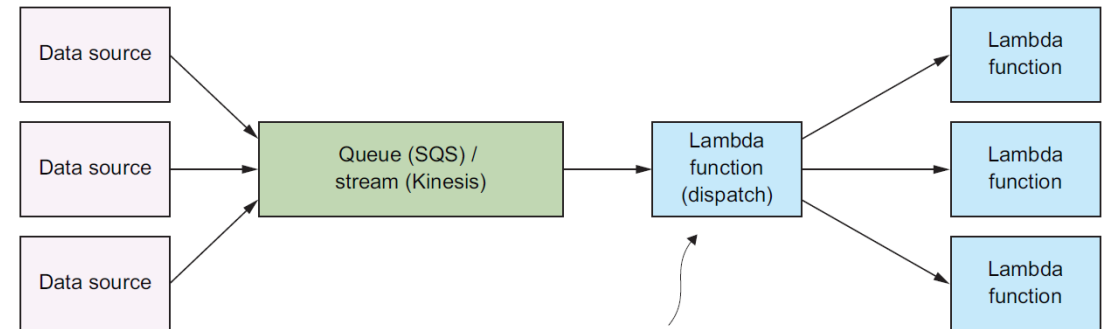 Data source
Data source
Data source
Queue (SQS) /
stream (Kinesis)
Lambda
function
(dispatch)
Lambda
function
Lambda
function
Lambda
function